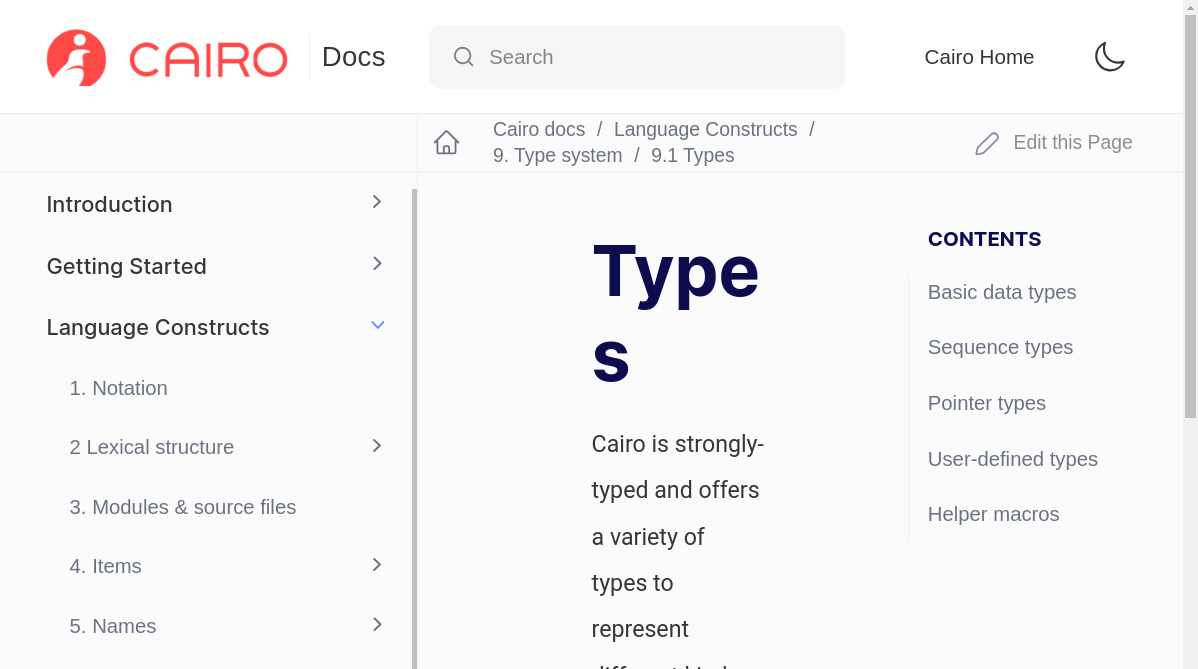 CAIRO Docs
Search
Cairo Home
Cairo docs / Language Constructs /
9. Type system / 9.1 Types
Edit this Page
Introduction
Getting Started
Language Constructs
1. Notation
2 Lexical structure
3. Modules & source files
4. Items
5. Names
Type
s
Cairo is strongly-
typed and offers
a variety of
types to
represent
CONTENTS
Basic data types
Sequence types
Pointer types
User-defined types
Helper macros